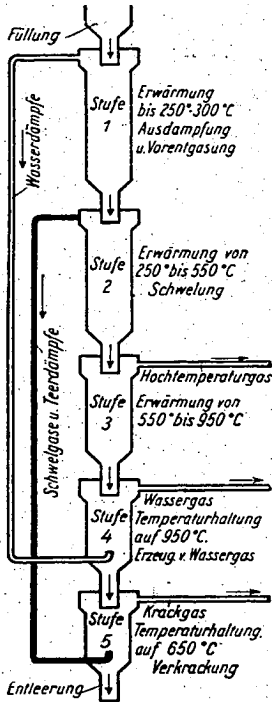 Füllung
Stufe
1
Erwärmung
bis 250°-300°C
Ausdampfung
u. Vorentgasung
Wasserdämpfe
Stufe
2
Erwärmung von
250° bis 550°C
Schwelung
Schwelgase u. Teerdämpfe
Hochtemperaturgas
Stufe
3
Erwärmung von
550° bis 950°C
Wassergas
Stufe
4
Temperaturhaltung
auf 950°C.
Erzeug. v. Wassergas
Krackgas
Stufe
5
Temperaturhaltung
auf 650°C
Verkrackung
Entleerung